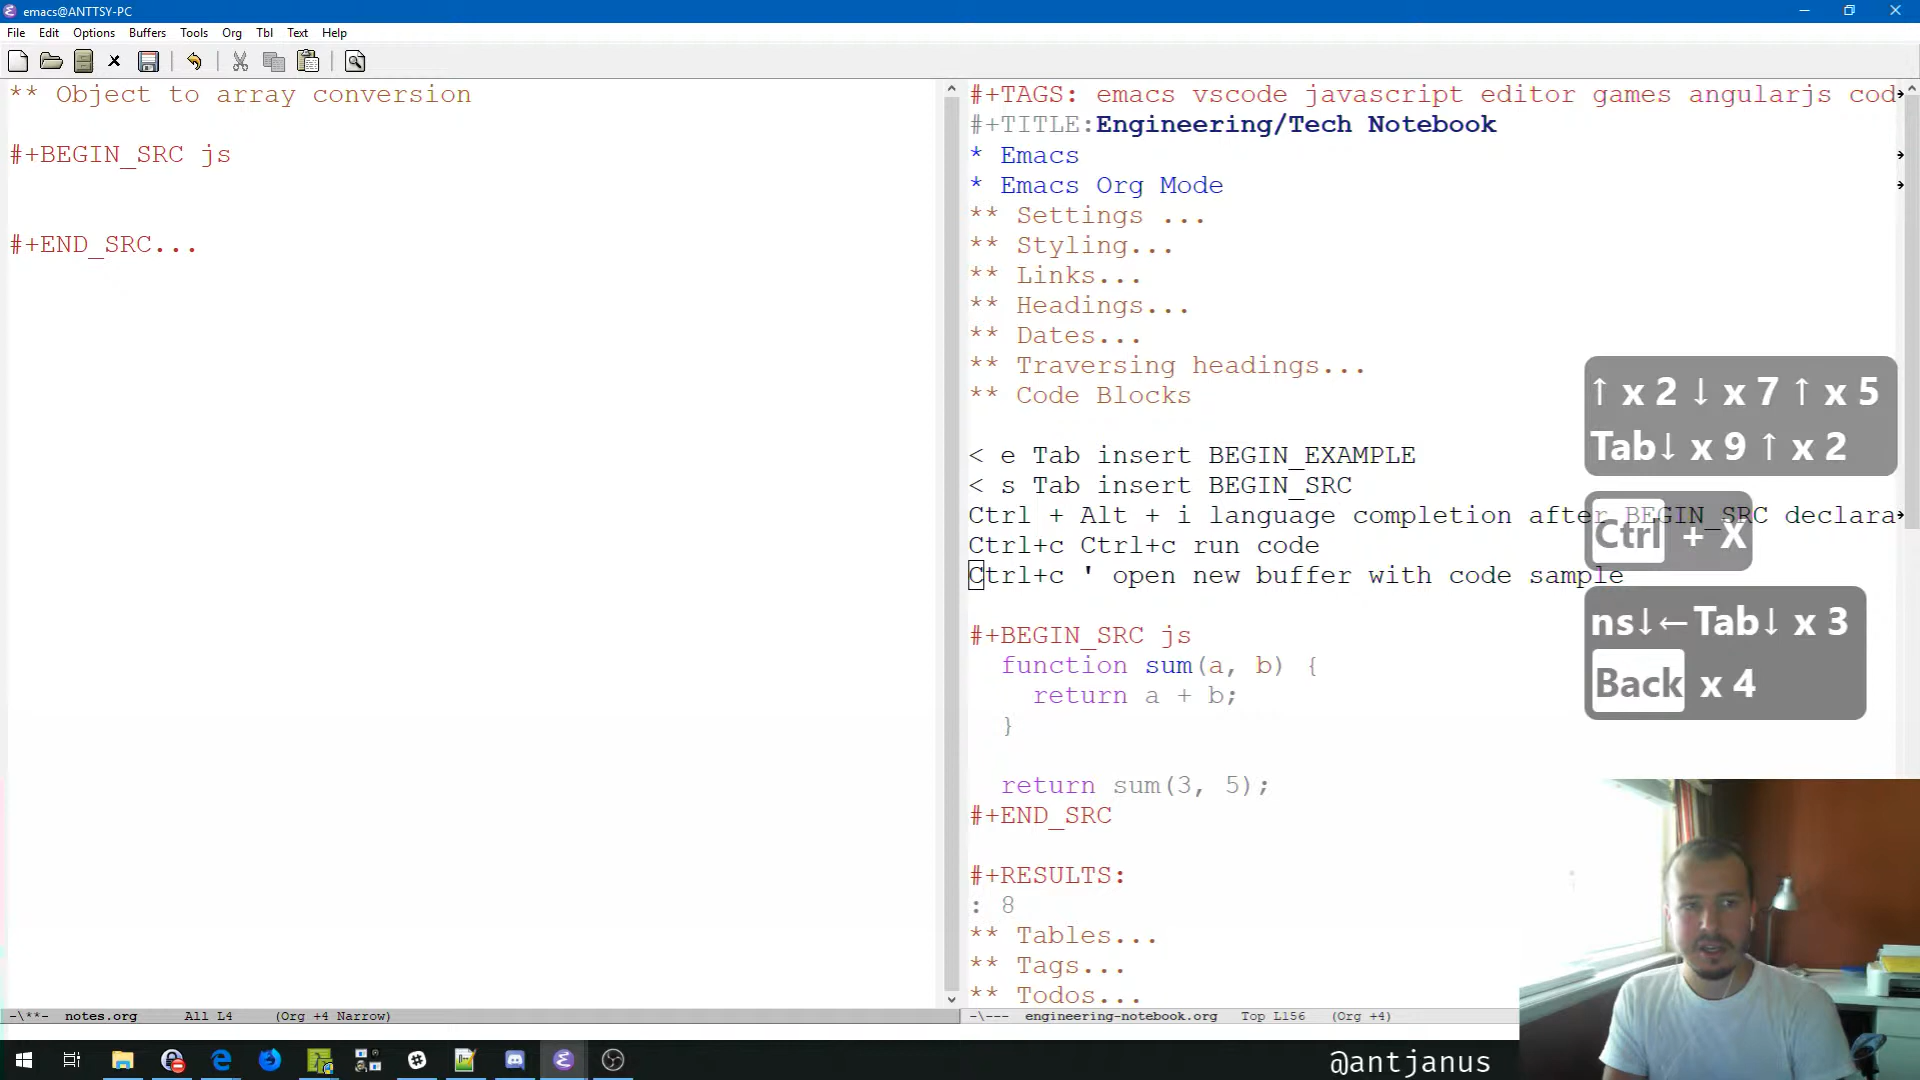 emacs@ANTTSY-PC
File Edit Options Buffers Tools Org Tbl Text Help
** Object to array conversion
#+BEGIN_SRC js
#+END_SRC...
-\**- notes.org All L4 (Org +4 Narrow)
#+TAGS: emacs vscode javascript editor games angularjs cod
#+TITLE:Engineering/Tech Notebook
* Emacs
* Emacs Org Mode
** Settings ...
** Styling...
** Links...
** Headings...
** Dates...
** Traversing headings...
** Code Blocks
< e Tab insert BEGIN_EXAMPLE
< s Tab insert BEGIN_SRC
Ctrl + Alt + i language completion after BEGIN_SRC declara
Ctrl+c Ctrl+c run code
Ctrl+c ' open new buffer with code sample
#+BEGIN_SRC js
function sum(a, b) {
return a + b;
}
return sum(3, 5);
#+END_SRC
#+RESULTS:
: 8
** Tables...
** Tags...
** Todos...
-\--- engineering-notebook.org Top L156 (Org +4)
↑ x 2 ↓ x 7 ↑ x 5
Tab↓ x 9 ↑ x 2
Ctrl + X
ns↓←Tab↓ x 3
Back x 4
@antjanus